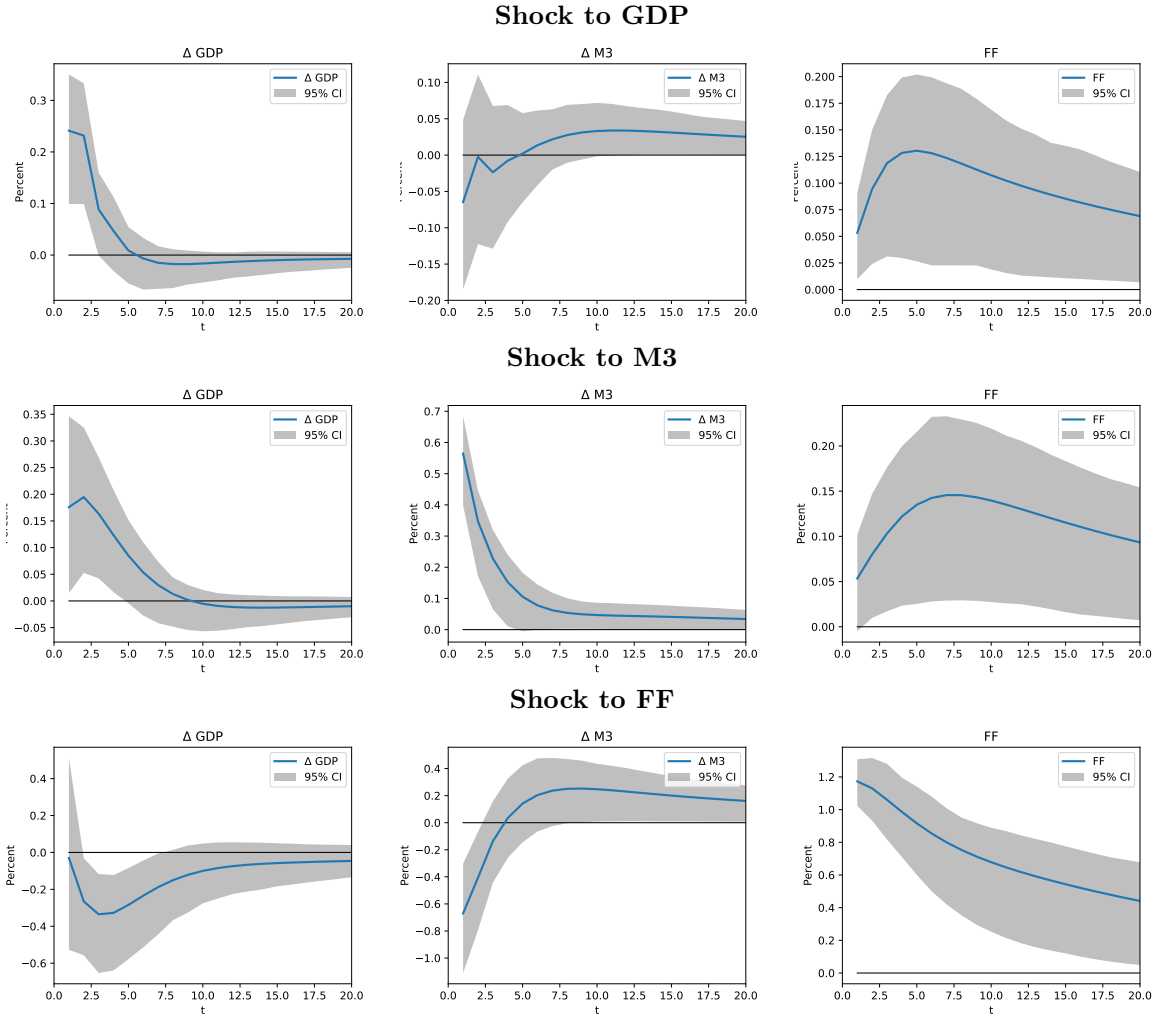 Shock to GDP
Δ GDP
Δ M3
FF
Percent
0.3
0.2
0.1
0.0
Δ GDP
95% CI
0.0 2.5 5.0 7.5 10.0 12.5 15.0 17.5 20.0
t
0.10
0.05
0.00
−0.05
−0.10
−0.15
−0.20
Δ M3
95% CI
0.0 2.5 5.0 7.5 10.0 12.5 15.0 17.5 20.0
t
Percent
0.200
0.175
0.150
0.125
0.100
0.075
0.050
0.025
0.000
FF
95% CI
0.0 2.5 5.0 7.5 10.0 12.5 15.0 17.5 20.0
t
Shock to M3
Δ GDP
Δ M3
FF
0.35
0.30
0.25
0.20
0.15
0.10
0.05
0.00
−0.05
Δ GDP
95% CI
0.0 2.5 5.0 7.5 10.0 12.5 15.0 17.5 20.0
t
Percent
0.7
0.6
0.5
0.4
0.3
0.2
0.1
0.0
Δ M3
95% CI
0.0 2.5 5.0 7.5 10.0 12.5 15.0 17.5 20.0
t
Percent
0.20
0.15
0.10
0.05
0.00
FF
95% CI
0.0 2.5 5.0 7.5 10.0 12.5 15.0 17.5 20.0
t
Shock to FF
Δ GDP
Δ M3
FF
Percent
0.4
0.2
0.0
−0.2
−0.4
−0.6
Δ GDP
95% CI
0.0 2.5 5.0 7.5 10.0 12.5 15.0 17.5 20.0
t
Percent
0.4
0.2
0.0
−0.2
−0.4
−0.6
−0.8
−1.0
Δ M3
95% CI
0.0 2.5 5.0 7.5 10.0 12.5 15.0 17.5 20.0
t
Percent
1.2
1.0
0.8
0.6
0.4
0.2
0.0
FF
95% CI
0.0 2.5 5.0 7.5 10.0 12.5 15.0 17.5 20.0
t